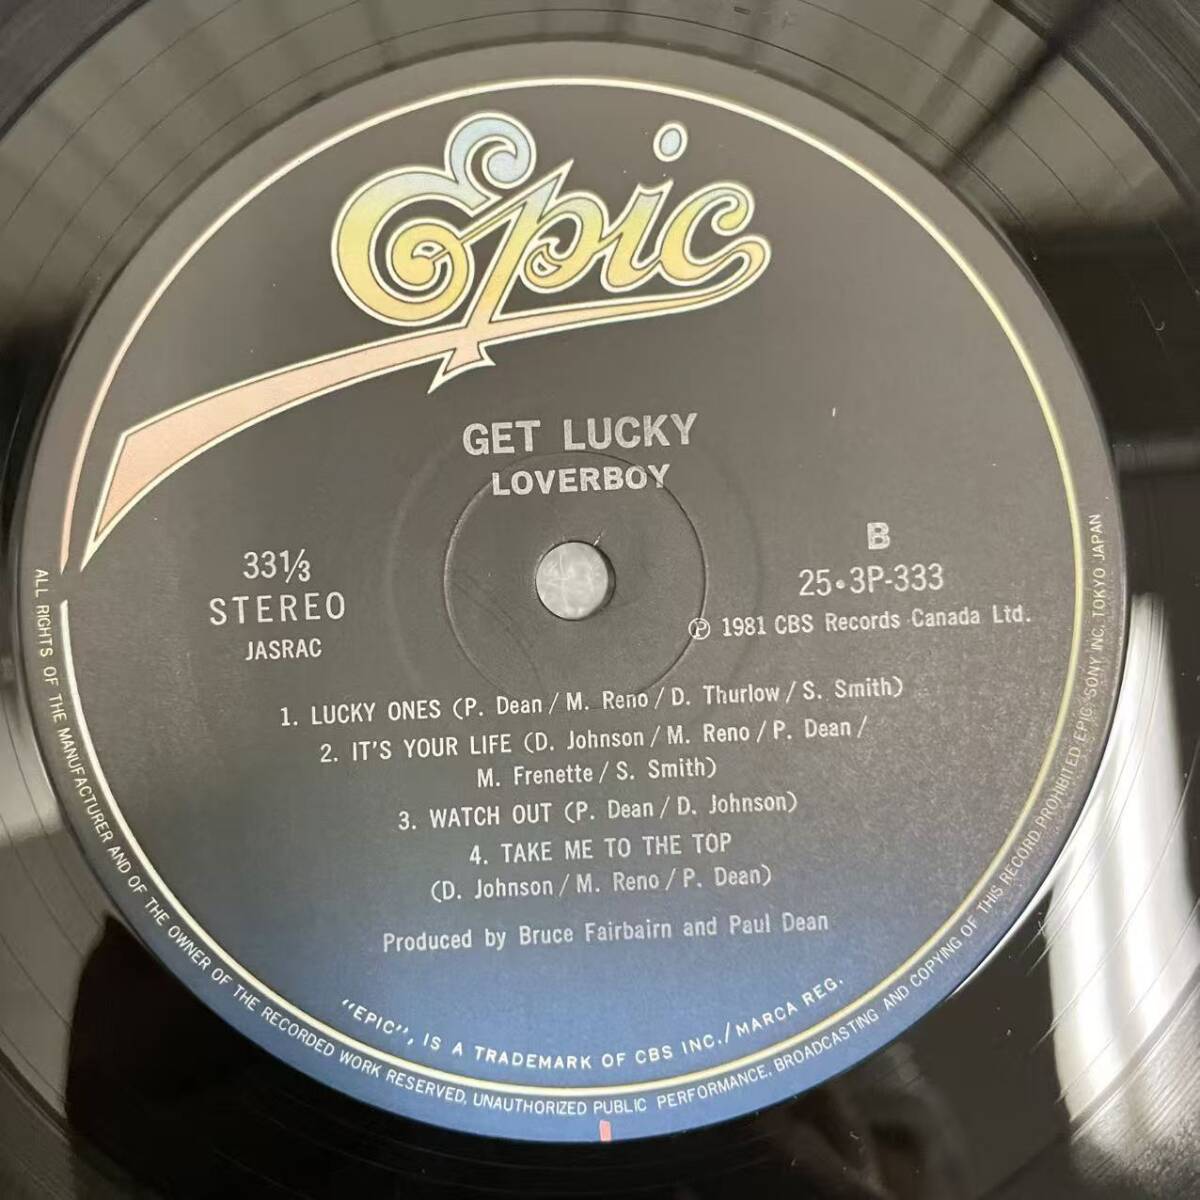 Epic
GET LUCKY
LOVERBOY
33⅓
STEREO
JASRAC
B
25・3P-333
Ⓟ 1981 CBS Records Canada Ltd.
1. LUCKY ONES (P. Dean / M. Reno / D. Thurlow / S. Smith)
2. IT'S YOUR LIFE (D. Johnson / M. Reno / P. Dean /
M. Frenette / S. Smith)
3. WATCH OUT (P. Dean / D. Johnson)
4. TAKE ME TO THE TOP
(D. Johnson / M. Reno / P. Dean)
Produced by Bruce Fairbairn and Paul Dean
"EPIC", IS A TRADEMARK OF CBS INC./MARCA REG.
ALL RIGHTS OF THE MANUFACTURER AND OF THE OWNER OF THE RECORDED WORK RESERVED. UNAUTHORIZED PUBLIC PERFORMANCE, BROADCASTING AND COPYING OF THIS RECORD PROHIBITED EPIC/SONY INC. TOKYO JAPAN